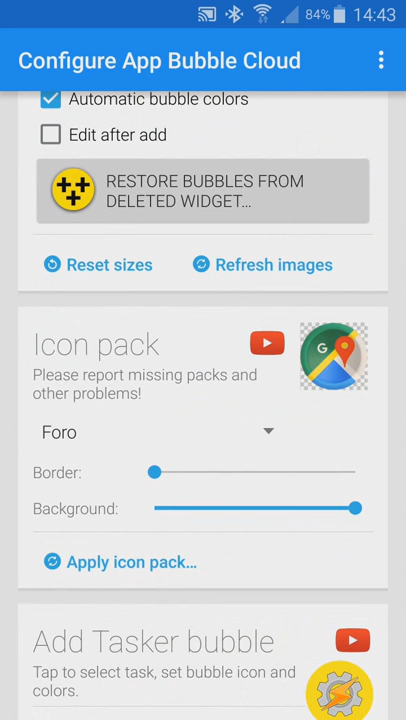 84% 14:43
Configure App Bubble Cloud
Automatic bubble colors
Edit after add
RESTORE BUBBLES FROM
DELETED WIDGET...
Reset sizes Refresh images
Icon pack
G
Please report missing packs and
other problems!
Foro
Border:
Background:
Apply icon pack...
Add Tasker bubble
Tap to select task, set bubble icon and
colors.